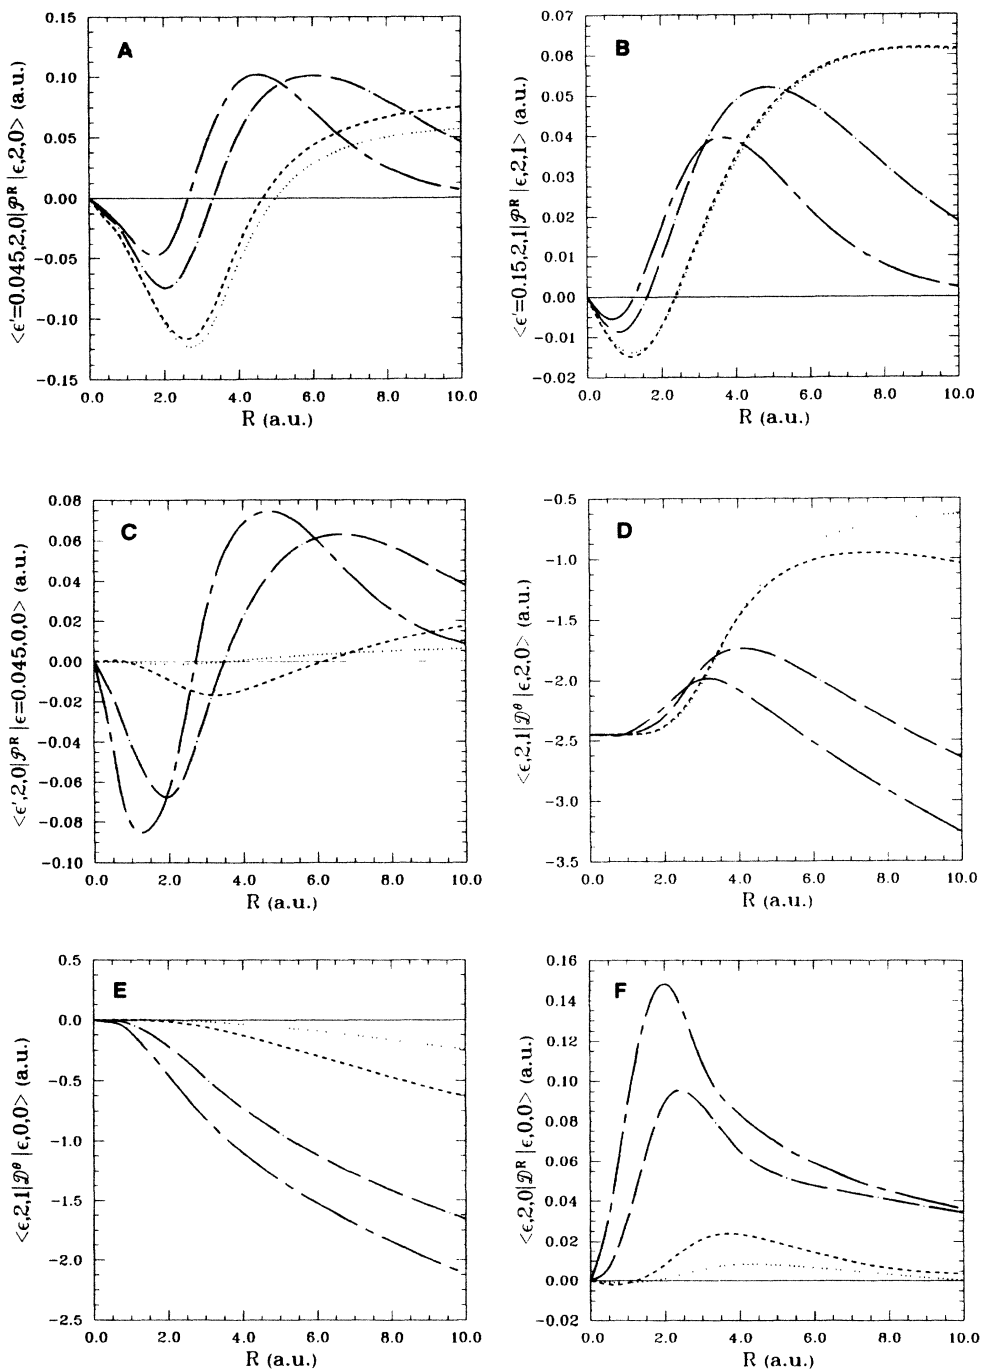 A
<ϵ'=0.045,2,0|𝒫ᴿ|ϵ,2,0> (a.u.)
0.15
0.10
0.05
0.00
−0.05
−0.10
−0.15
0.0 2.0 4.0 6.0 8.0 10.0
R (a.u.)
B
<ϵ'=0.15,2,1|𝒫ᴿ|ϵ,2,1> (a.u.)
0.07
0.06
0.05
0.04
0.03
0.02
0.01
0.00
−0.01
−0.02
0.0 2.0 4.0 6.0 8.0 10.0
R (a.u.)
C
<ϵ',2,0|𝒫ᴿ|ϵ=0.045,0,0> (a.u.)
0.08
0.06
0.04
0.02
0.00
−0.02
−0.04
−0.06
−0.08
−0.10
0.0 2.0 4.0 6.0 8.0 10.0
R (a.u.)
D
<ϵ,2,1|𝒟ᶿ|ϵ,2,0> (a.u.)
−0.5
−1.0
−1.5
−2.0
−2.5
−3.0
−3.5
0.0 2.0 4.0 6.0 8.0 10.0
R (a.u.)
E
<ϵ,2,1|𝒟ᶿ|ϵ,0,0> (a.u.)
0.5
0.0
−0.5
−1.0
−1.5
−2.0
−2.5
0.0 2.0 4.0 6.0 8.0 10.0
R (a.u.)
F
<ϵ,2,0|𝒟ᴿ|ϵ,0,0> (a.u.)
0.16
0.14
0.12
0.10
0.08
0.06
0.04
0.02
0.00
−0.02
0.0 2.0 4.0 6.0 8.0 10.0
R (a.u.)